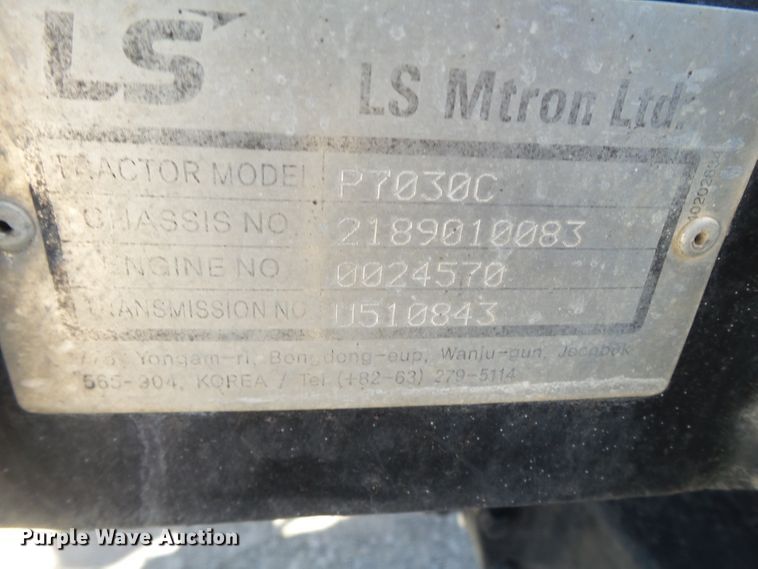 LS LS Mtron Ltd.
TRACTOR MODEL P7030C
CHASSIS NO. 2189010083
ENGINE NO 0024570
TRANSMISSION NO U510843
Yongam-ri, Bongdong-eup, Wanju-gun, Jeonbuk
565-904, KOREA / Tel (+82-63) 279-5114
Purple Wave Auction